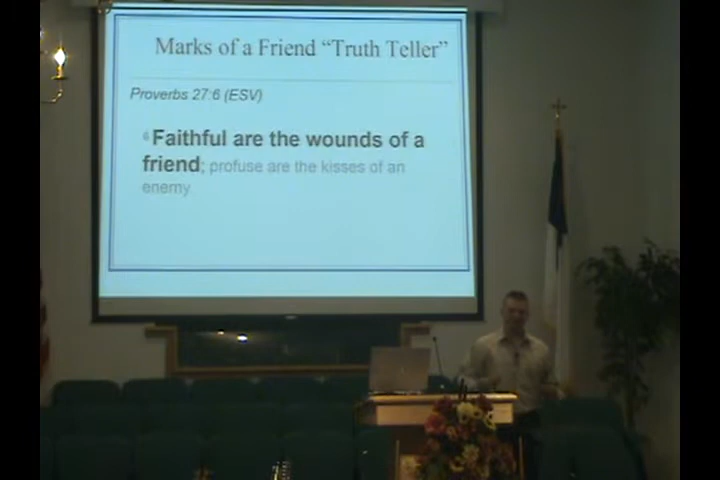 Marks of a Friend “Truth Teller”
Proverbs 27:6 (ESV)
6 Faithful are the wounds of a
friend; profuse are the kisses of an
enemy